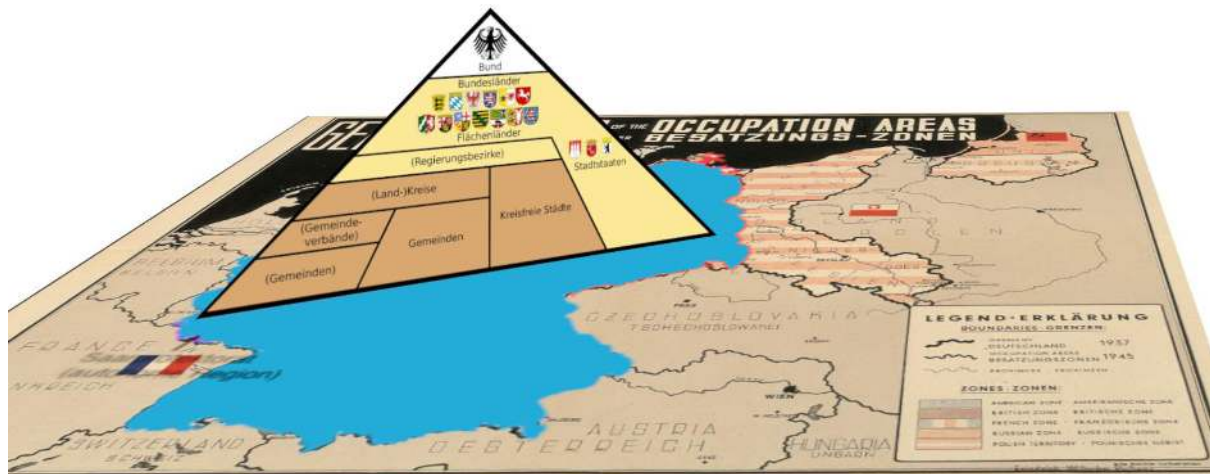 Bund
Bundesländer
Flächenländer
Stadtstaaten
(Regierungsbezirke)
(Land-)Kreise
(Gemeinde-
verbände)
Gemeinden
Kreisfreie Städte
(Gemeinden)
OF THE OCCUPATION AREAS
BESATZUNGS-ZONEN
BELGIUM
BELGIEN
FRANCE
SWITZERLAND
SCHWEIZ
CZECHOSLOVAKIA
TSCHECHOSLOWAKEI
PRAG
WIEN
AUSTRIA
OESTERREICH
HUNGARIA
UNGARN
LEGEND-ERKLÄRUNG
BOUNDARIES-GRENZEN:
GERMANY
DEUTSCHLAND 1937
OCCUPATION AREAS
BESATZUNGSZONEN 1945
PROVINCES - PROVINZEN
ZONES:ZONEN:
AMERICAN ZONE - AMERIKANISCHE ZONE
BRITISH ZONE - BRITISCHE ZONE
FRENCH ZONE - FRANZÖSISCHE ZONE
RUSSIAN ZONE - RUSSISCHE ZONE
POLISH TERRITORY - POLNISCHES GEBIET